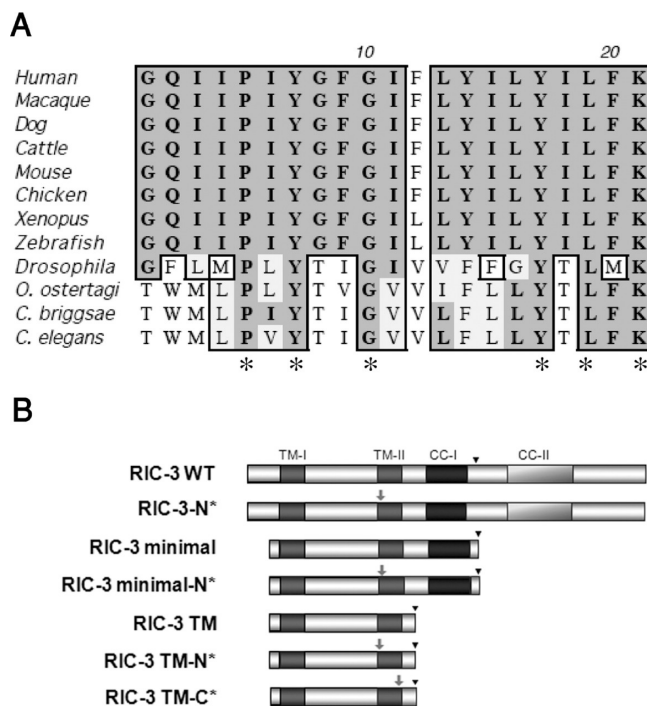 A
10 20
Human G Q I I P I Y G F G I F L Y I L Y I L F K
Macaque G Q I I P I Y G F G I F L Y I L Y I L F K
Dog G Q I I P I Y G F G I F L Y I L Y I L F K
Cattle G Q I I P I Y G F G I F L Y I L Y I L F K
Mouse G Q I I P I Y G F G I F L Y I L Y I L F K
Chicken G Q I I P I Y G F G I F L Y I L Y I L F K
Xenopus G Q I I P I Y G F G I L L Y I L Y I L F K
Zebrafish G Q I I P I Y G F G I L L Y I L Y I L F K
Drosophila G F L M P L Y T I G I V V F F G Y T L M K
O. ostertagi T W M L P L Y T V G V V I F L L Y T L F K
C. briggsae T W M L P I Y T I G V V L F L L Y T L F K
C. elegans T W M L P V Y T I G V V L F L L Y T L F K
* * * * * *
B
TM-I TM-II CC-I CC-II
RIC-3 WT
RIC-3-N*
RIC-3 minimal
RIC-3 minimal-N*
RIC-3 TM
RIC-3 TM-N*
RIC-3 TM-C*